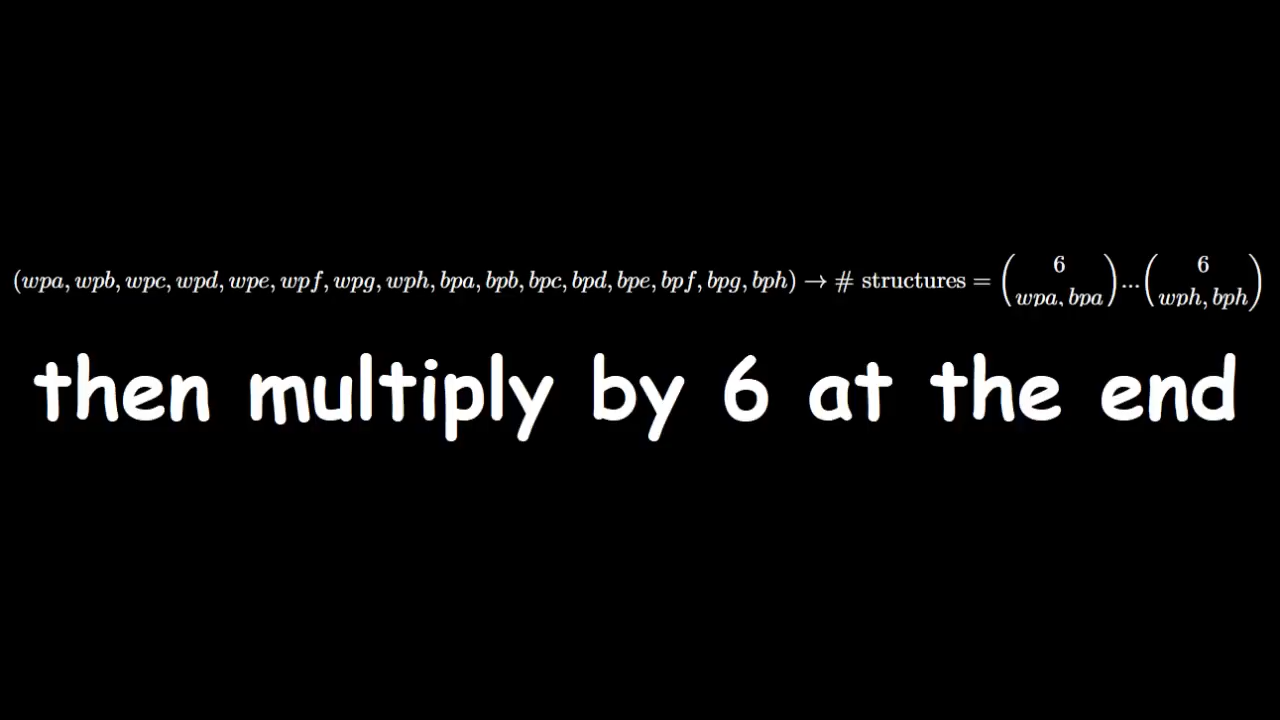 (wpa, wpb, wpc, wpd, wpe, wpf, wpg, wph, bpa, bpb, bpc, bpd, bpe, bpf, bpg, bph) → # structures = (6 wpa, bpa)...(6 wph, bph)
then multiply by 6 at the end